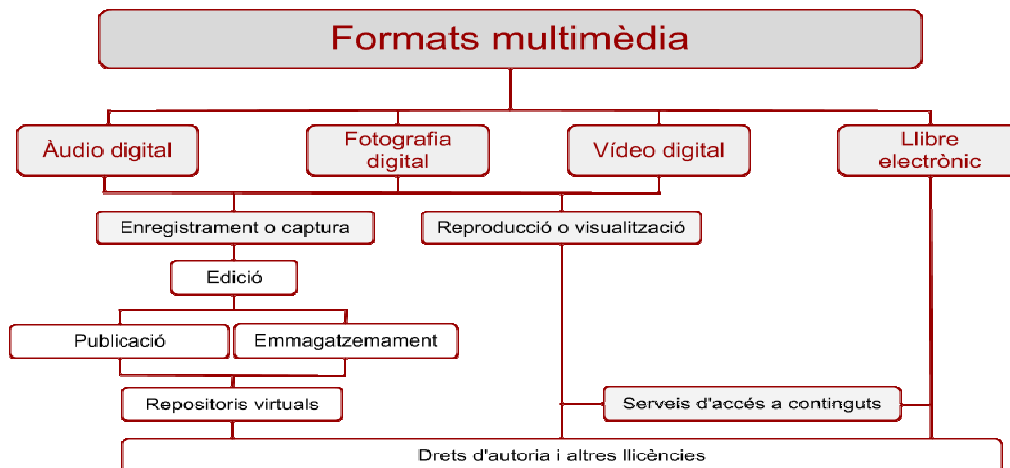 Formats multimèdia
Àudio digital
Fotografia
digital
Vídeo digital
Llibre
electrònic
Enregistrament o captura
Reproducció o visualització
Edició
Publicació
Emmagatzemament
Repositoris virtuals
Serveis d'accés a continguts
Drets d'autoria i altres llicències